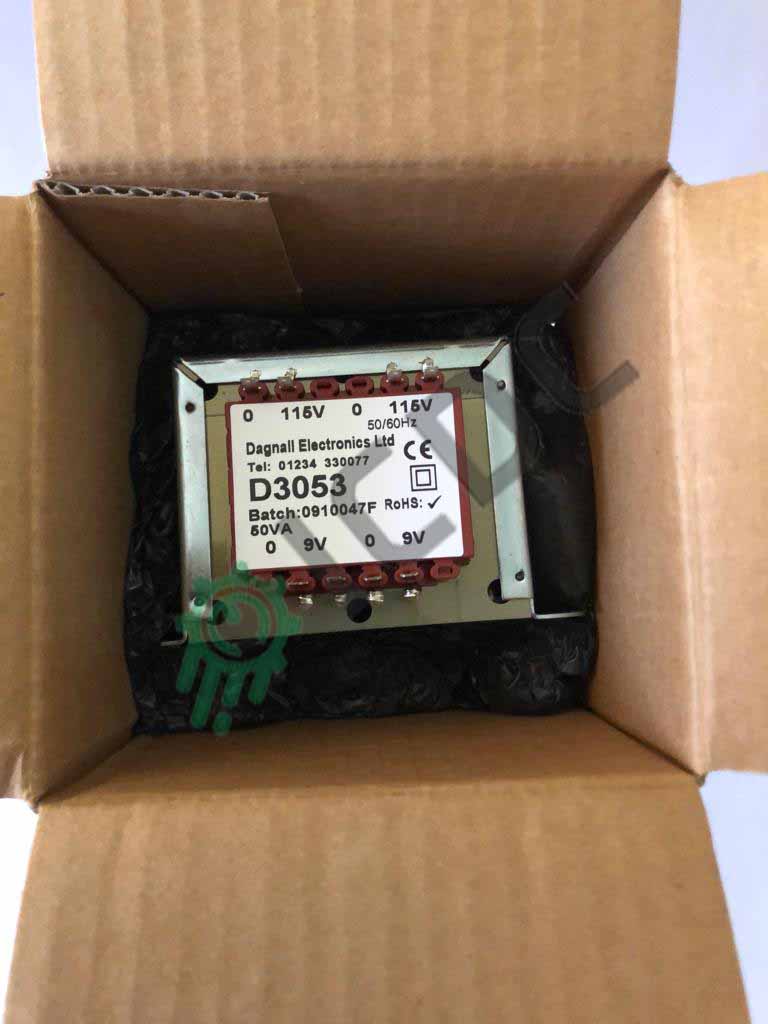 0 115V 0 115V
50/60Hz
Dagnall Electronics Ltd CE
Tel: 01234 330077
D3053
Batch:0910047F RoHS: ✓
50VA
0 9V 0 9V